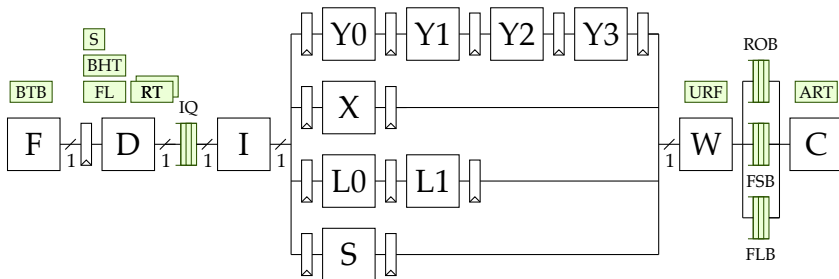 S
BHT
BTB
FL
RT
IQ
F
1
D
1
1
I
1
Y0
Y1
Y2
Y3
X
L0
L1
S
1
URF
W
ROB
FSB
FLB
ART
C